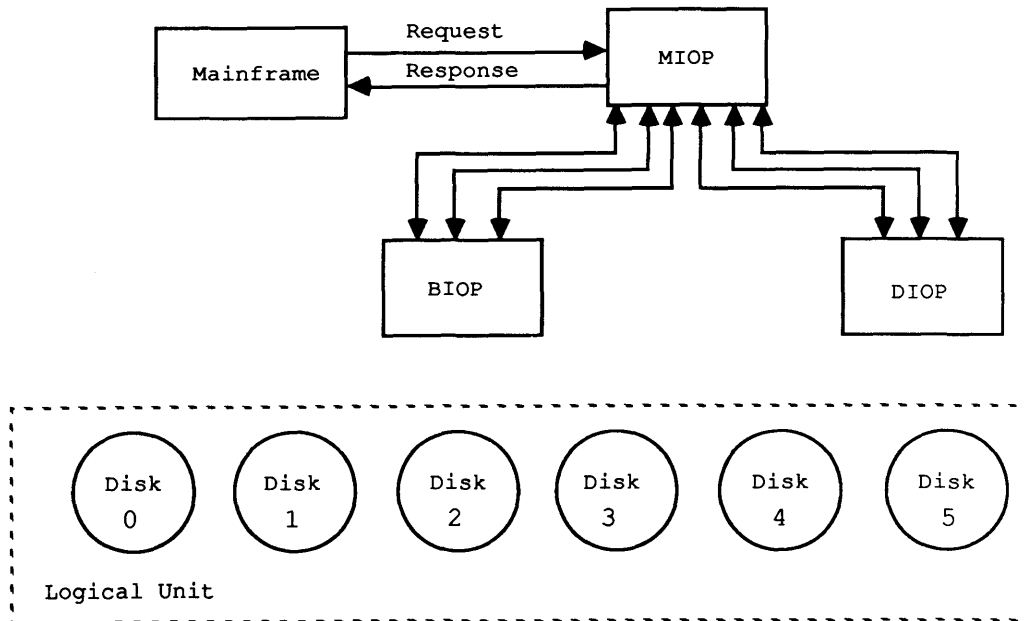 Request
Mainframe
Response
MIOP
BIOP
DIOP
Disk
0
Disk
1
Disk
2
Disk
3
Disk
4
Disk
5
Logical Unit